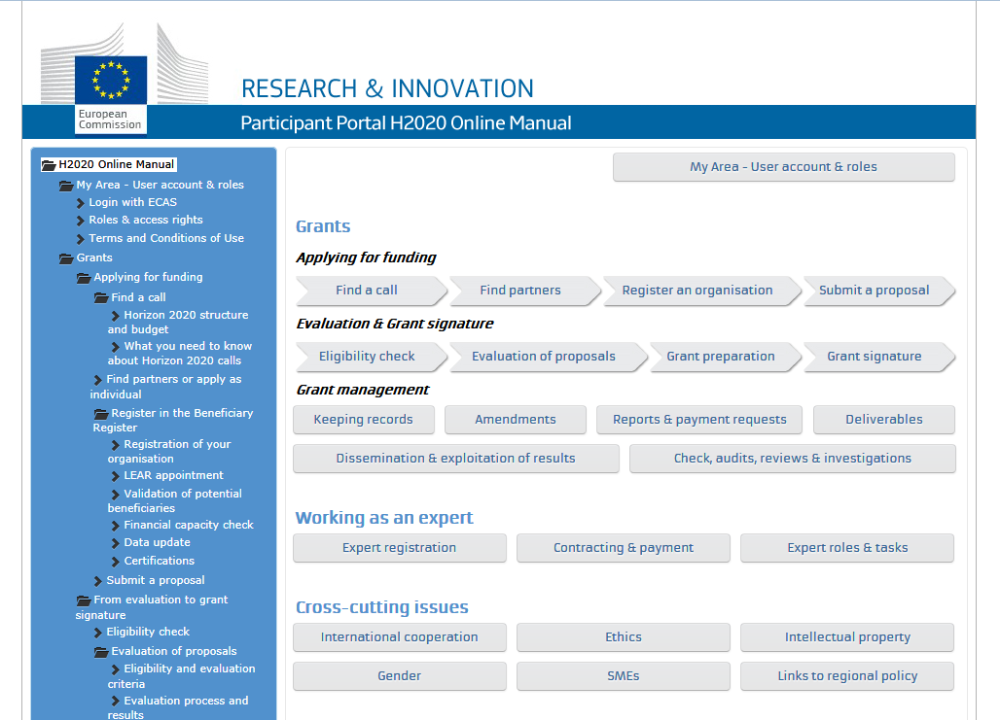 RESEARCH & INNOVATION
European
Commission
Participant Portal H2020 Online Manual
H2020 Online Manual
My Area - User account & roles
Login with ECAS
Roles & access rights
Terms and Conditions of Use
Grants
Applying for funding
Find a call
Horizon 2020 structure
and budget
What you need to know
about Horizon 2020 calls
Find partners or apply as
individual
Register in the Beneficiary
Register
Registration of your
organisation
LEAR appointment
Validation of potential
beneficiaries
Financial capacity check
Data update
Certifications
Submit a proposal
From evaluation to grant
signature
Eligibility check
Evaluation of proposals
Eligibility and evaluation
criteria
Evaluation process and
results
My Area - User account & roles
Grants
Applying for funding
Find a call Find partners Register an organisation Submit a proposal
Evaluation & Grant signature
Eligibility check Evaluation of proposals Grant preparation Grant signature
Grant management
Keeping records Amendments Reports & payment requests Deliverables
Dissemination & exploitation of results Check, audits, reviews & investigations
Working as an expert
Expert registration Contracting & payment Expert roles & tasks
Cross-cutting issues
International cooperation Ethics Intellectual property
Gender SMEs Links to regional policy